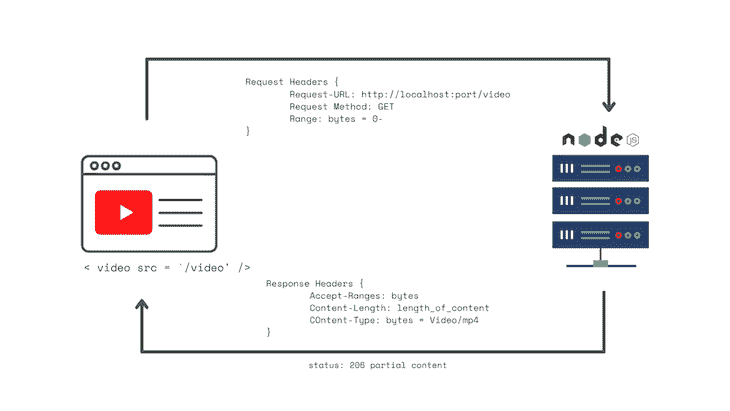 Request Headers {
Request-URL: http://localhost:port/video
Request Method: GET
Range: bytes = 0-
}
node
JS
< video src = `/video' />
Response Headers {
Accept-Ranges: bytes
Content-Length: length_of_content
COntent-Type: bytes = Video/mp4
}
status: 206 partial content